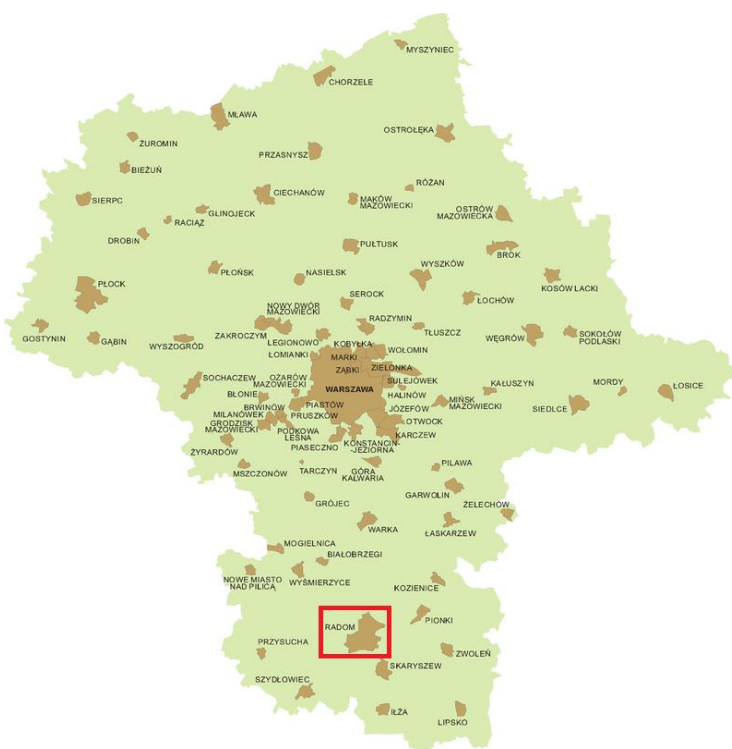 MYSZYNIEC
CHORZELE
MŁAWA
OSTROŁĘKA
ŻUROMIN
PRZASNYSZ
BIEŻUŃ
RÓŻAN
SIERPC
CIECHANÓW
MAKÓW
MAZOWIECKI
OSTRÓW
MAZOWIECKA
GLINOJECK
RACIĄŻ
DROBIN
PUŁTUSK
BROK
WYSZKÓW
PŁOŃSK
NASIELSK
KOSÓW LACKI
PŁOCK
SEROCK
ŁOCHÓW
NOWY DWÓR
MAZOWIECKI
RADZYMIN
TŁUSZCZ
GOSTYNIN
GĄBIN
WYSZOGRÓD
ZAKROCZYM
LEGIONOWO
KOBYŁKA
WĘGRÓW
SOKOŁÓW
PODLASKI
ŁOMIANKI
MARKI
WOŁOMIN
ZĄBKI
ZIELONKA
SOCHACZEW
OŻARÓW
MAZOWIECKI
SULEJÓWEK
WARSZAWA
KAŁUSZYN
MORDY
ŁOSICE
BŁONIE
HALINÓW
MIŃSK
MAZOWIECKI
SIEDLCE
BRWINÓW
PIASTÓW
JÓZEFÓW
MILANÓWEK
PRUSZKÓW
OTWOCK
GRODZISK
MAZOWIECKI
PODKOWA
LEŚNA
KARCZEW
PIASECZNO
KONSTANCIN-
-JEZIORNA
ŻYRARDÓW
MSZCZONÓW
TARCZYN
GÓRA
KALWARIA
PILAWA
GARWOLIN
GRÓJEC
ŻELECHÓW
WARKA
ŁASKARZEW
MOGIELNICA
BIAŁOBRZEGI
NOWE MIASTO
NAD PILICĄ
WYŚMIERZYCE
KOZIENICE
PIONKI
RADOM
PRZYSUCHA
ZWOLEŃ
SKARYSZEW
SZYDŁOWIEC
IŁŻA
LIPSKO